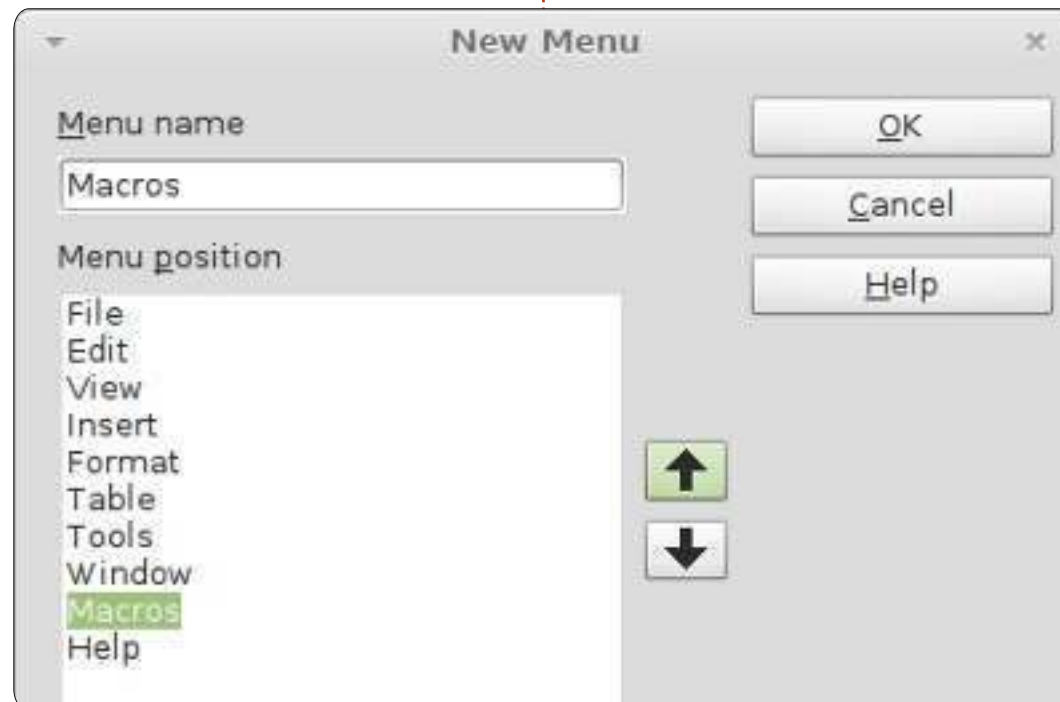 New Menu
Menu name
Macros
Menu position
File
Edit
View
Insert
Format
Table
Tools
Window
Macros
Help
OK
Cancel
Help